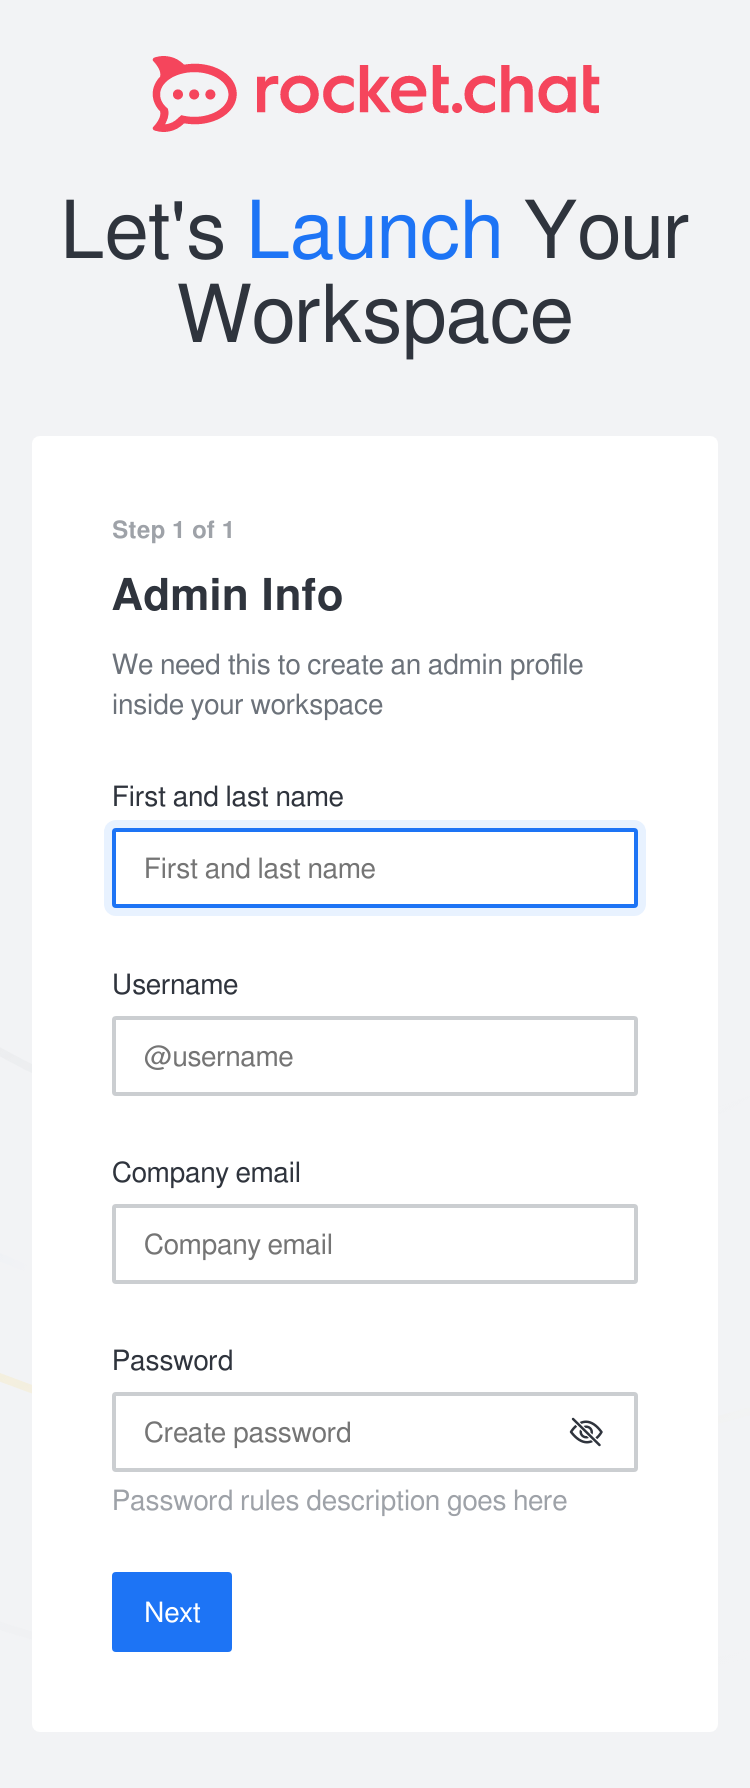 rocket.chat
Let's Launch Your
Workspace
Step 1 of 1
Admin Info
We need this to create an admin profile
inside your workspace
First and last name
First and last name
Username
@username
Company email
Company email
Password
Create password
Password rules description goes here
Next